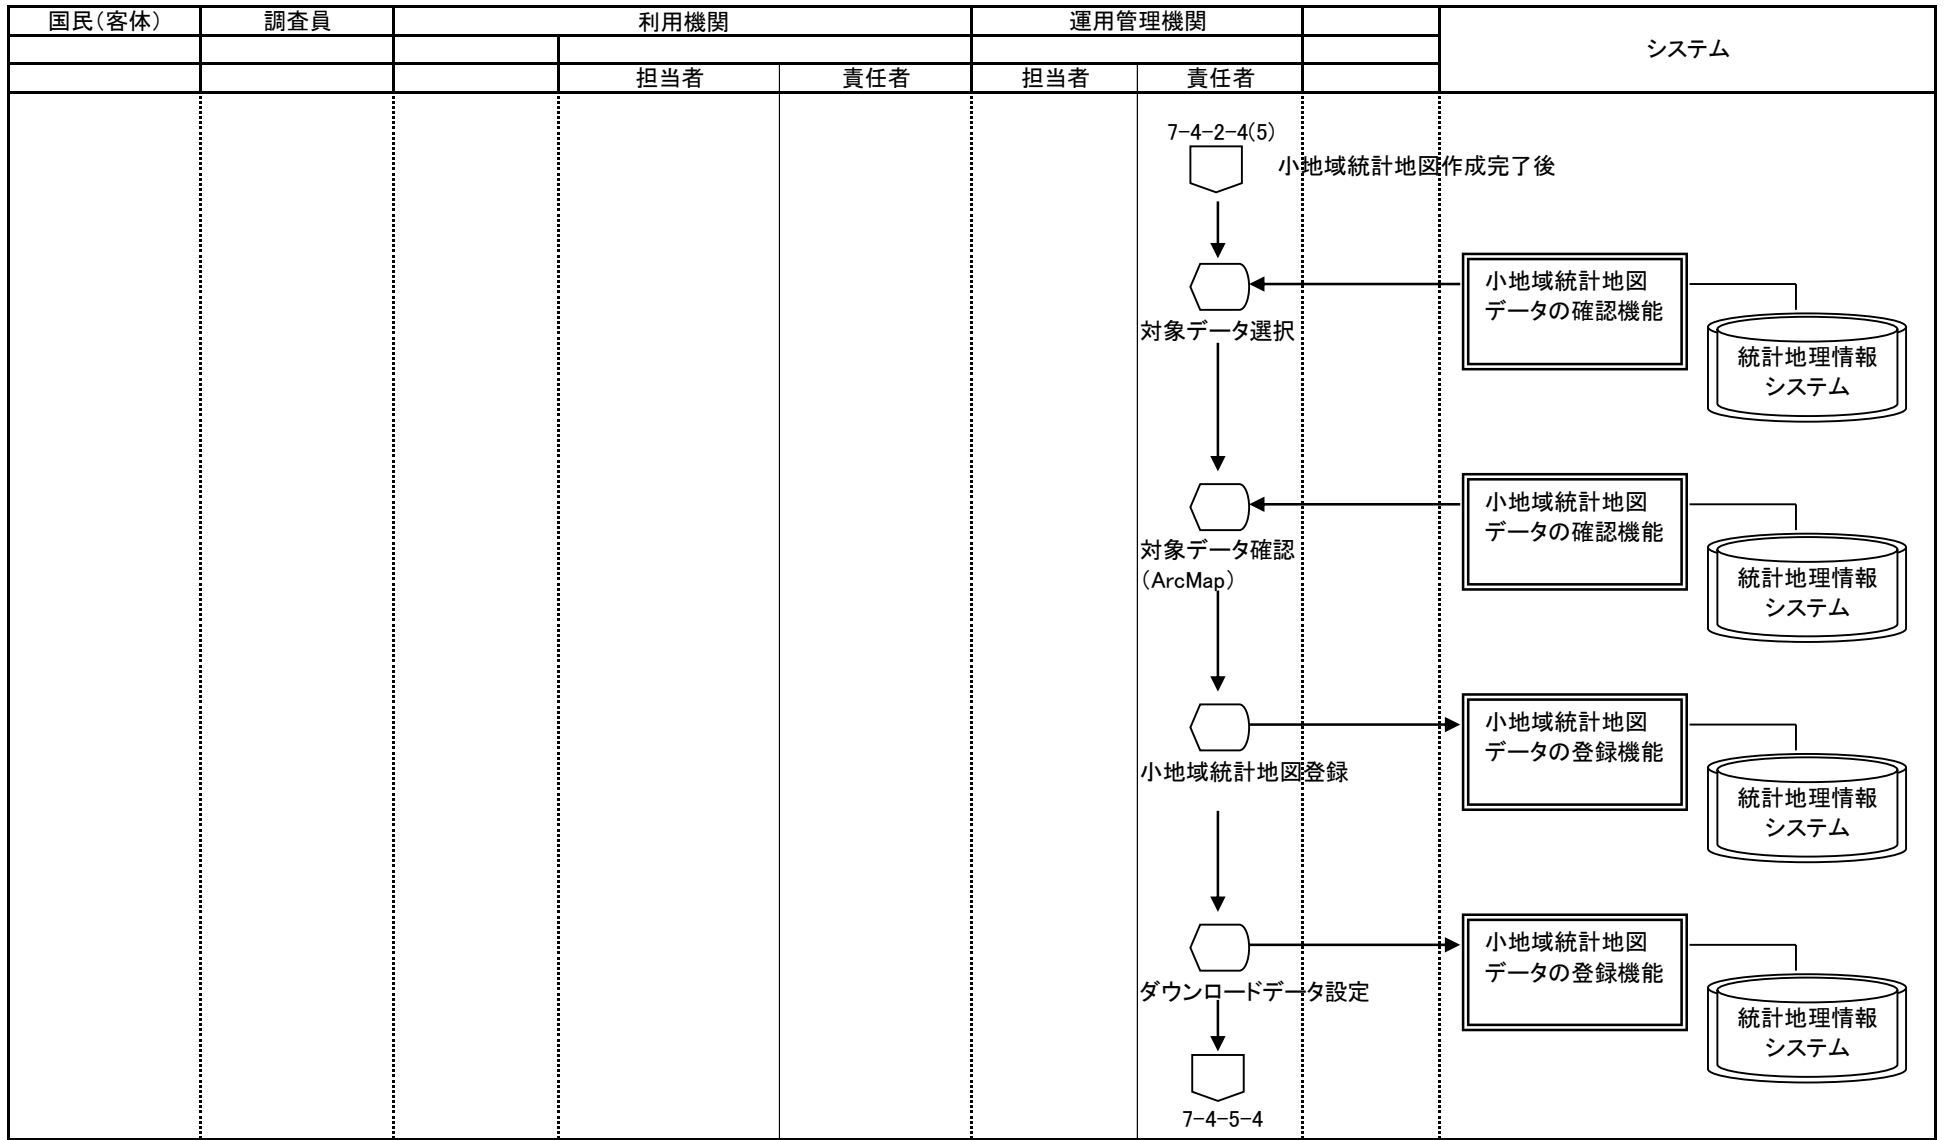 国民（客体）
調査員
利用機関
運用管理機関
システム
担当者
責任者
担当者
責任者
7-4-2-4(5)
小地域統計地図作成完了後
小地域統計地図
データの確認機能
対象データ選択
統計地理情報
システム
小地域統計地図
データの確認機能
対象データ確認
（ArcMap）
統計地理情報
システム
小地域統計地図
データの登録機能
小地域統計地図登録
統計地理情報
システム
小地域統計地図
データの登録機能
ダウンロードデータ設定
統計地理情報
システム
7-4-5-4